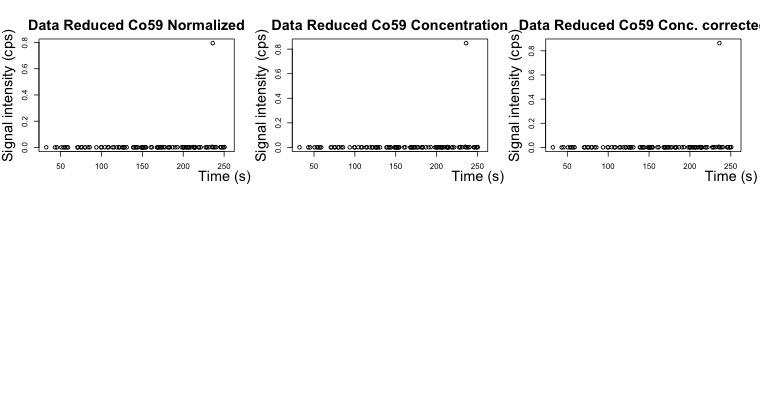 Data Reduced Co59 Normalized
Signal intensity (cps)
0.0 0.2 0.4 0.6 0.8
50 100 150 200 250
Time (s)
Data Reduced Co59 Concentration
Signal intensity (cps)
0.0 0.2 0.4 0.6 0.8
50 100 150 200 250
Time (s)
Data Reduced Co59 Conc. corrected
Signal intensity (cps)
0.0 0.2 0.4 0.6 0.8
50 100 150 200 250
Time (s)